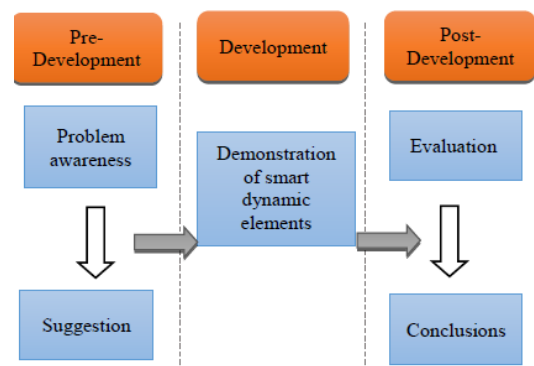 Pre-
Development
Development
Post-
Development
Problem
awareness
Demonstration
of smart
dynamic
elements
Evaluation
Suggestion
Conclusions